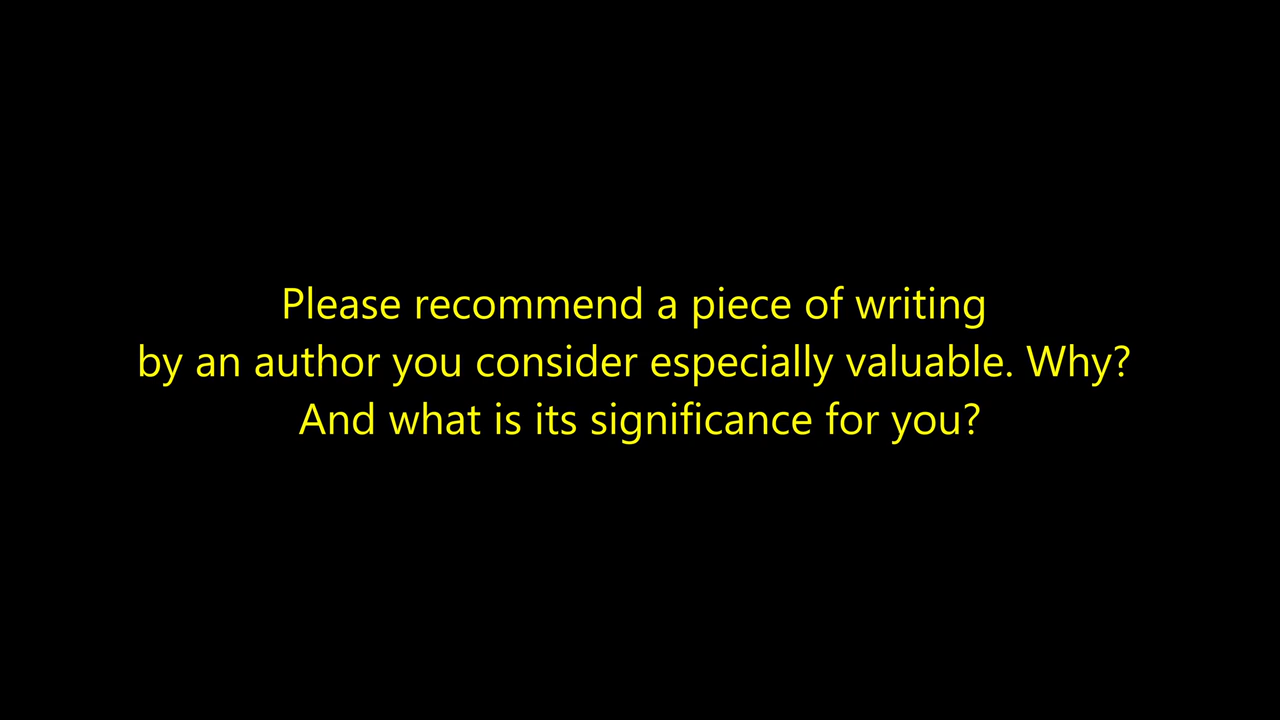 Please recommend a piece of writing
by an author you consider especially valuable. Why?
And what is its significance for you?